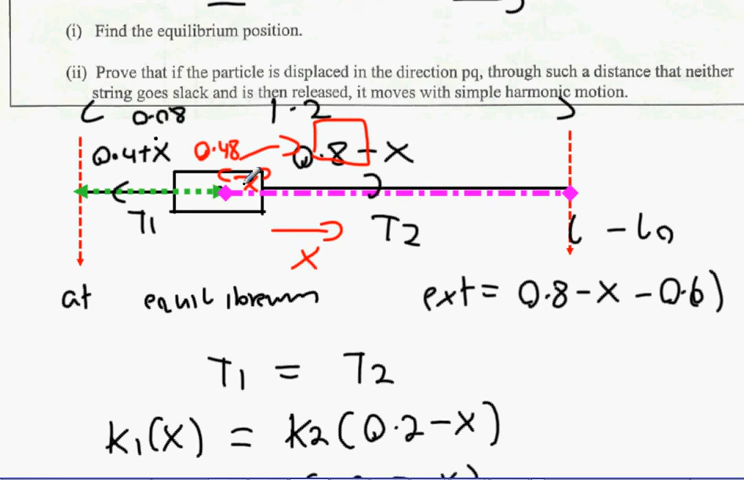 (i) Find the equilibrium position.
(ii) Prove that if the particle is displaced in the direction pq, through such a distance that neither
string goes slack and is then released, it moves with simple harmonic motion.
0.08 1.2
0.4+x 0.48 0.8-x
x
T1 T2 l - lo
x
at equilibreum ext = 0.8-x-0.6)
T1 = T2
K1(x) = K2(0.2-x)